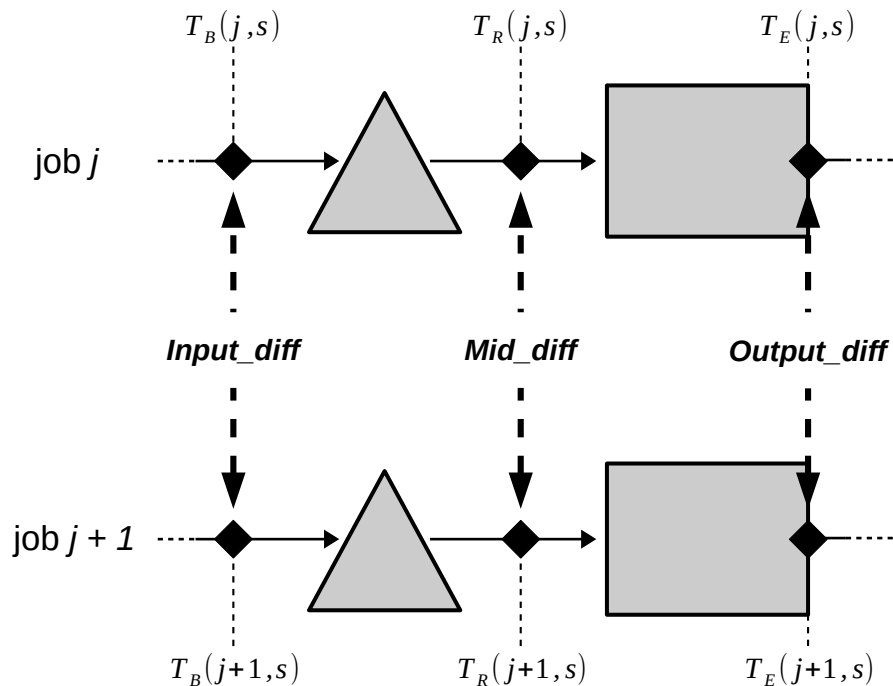 T_B(j,s) T_R(j,s) T_E(j,s)
job j
Input_diff Mid_diff Output_diff
job j + 1
T_B(j+1,s) T_R(j+1,s) T_E(j+1,s)